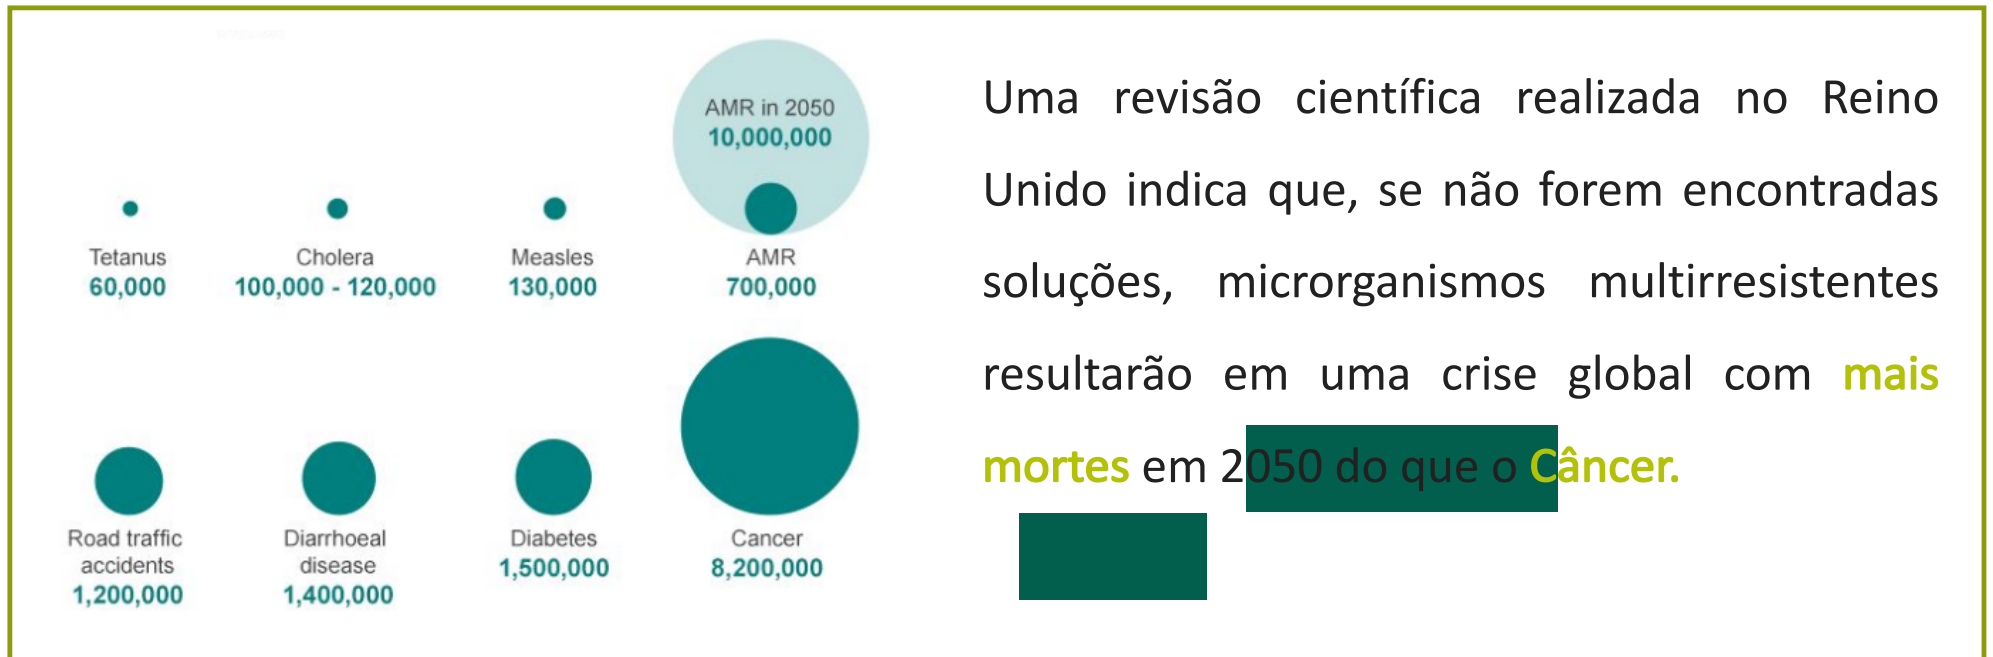 AMR in 2050
10,000,000
Tetanus
60,000
Cholera
100,000 - 120,000
Measles
130,000
AMR
700,000
Road traffic
accidents
1,200,000
Diarrhoeal
disease
1,400,000
Diabetes
1,500,000
Cancer
8,200,000
Uma revisão científica realizada no Reino
Unido indica que, se não forem encontradas
soluções, microrganismos multirresistentes
resultarão em uma crise global com mais
mortes em 2050 do que o Câncer.